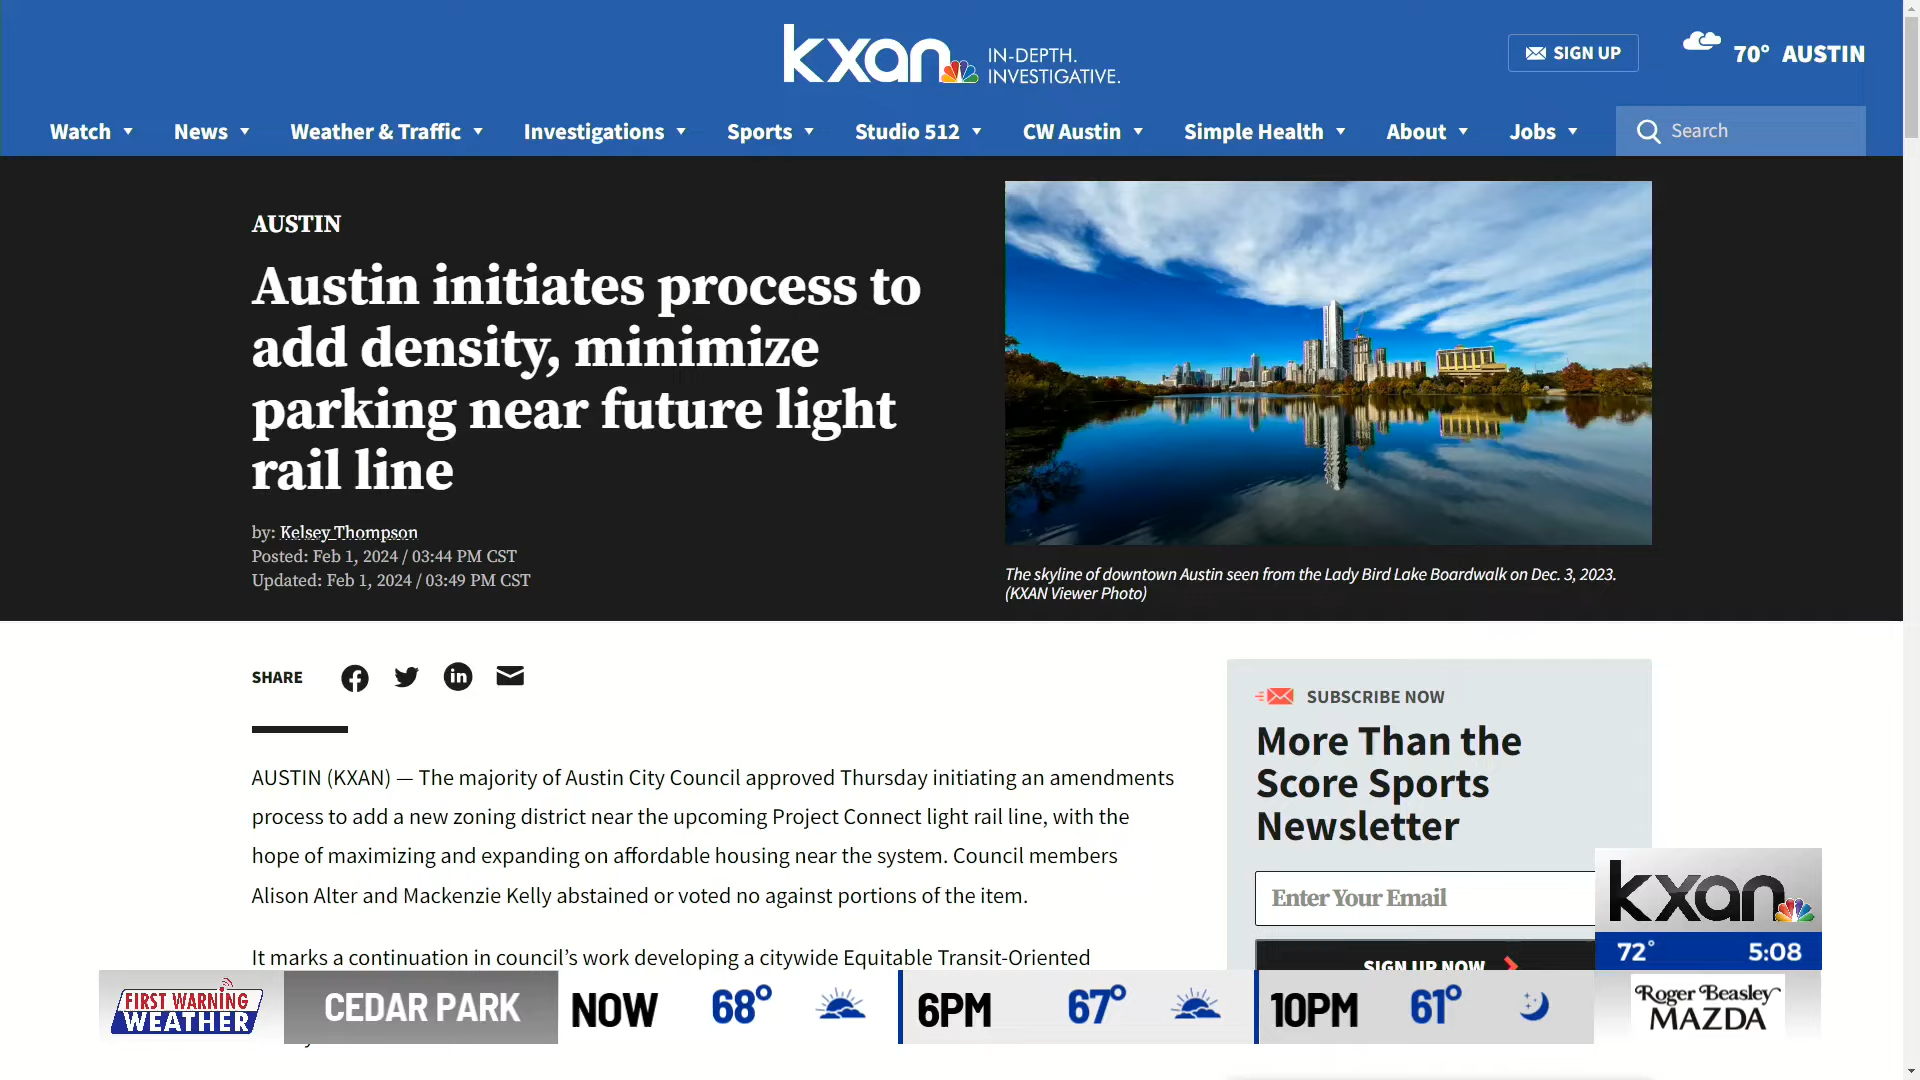 kxan IN-DEPTH. INVESTIGATIVE.
SIGN UP
70° AUSTIN
Watch News Weather & Traffic Investigations Sports Studio 512 CW Austin Simple Health About Jobs Search
AUSTIN
Austin initiates process to
add density, minimize
parking near future light
rail line
by: Kelsey Thompson
Posted: Feb 1, 2024 / 03:44 PM CST
Updated: Feb 1, 2024 / 03:49 PM CST
The skyline of downtown Austin seen from the Lady Bird Lake Boardwalk on Dec. 3, 2023.
(KXAN Viewer Photo)
SHARE
AUSTIN (KXAN) — The majority of Austin City Council approved Thursday initiating an amendments
process to add a new zoning district near the upcoming Project Connect light rail line, with the
hope of maximizing and expanding on affordable housing near the system. Council members
Alison Alter and Mackenzie Kelly abstained or voted no against portions of the item.
It marks a continuation in council's work developing a citywide Equitable Transit-Oriented
SUBSCRIBE NOW
More Than the
Score Sports
Newsletter
Enter Your Email
SIGN UP NOW
kxan
72° 5:08
FIRST WARNING
WEATHER
CEDAR PARK
NOW 68°
6PM 67°
10PM 61°
Roger Beasley
MAZDA